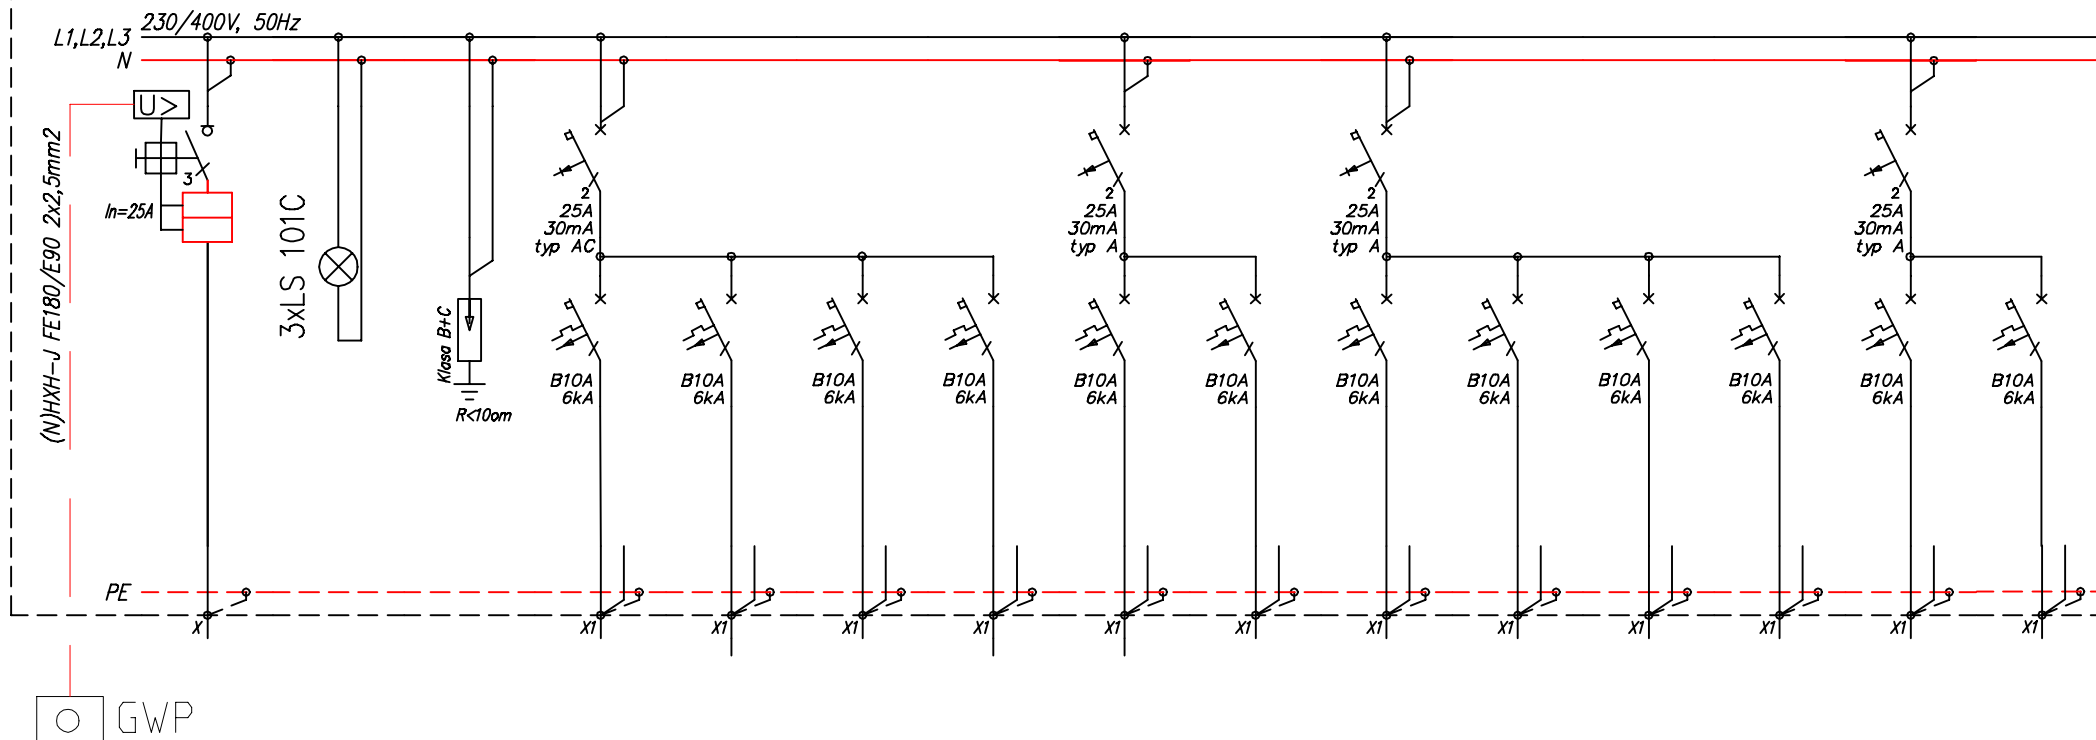 230/400V, 50Hz
L1,L2,L3
N
U>
(N)HXH-J FE180/E90 2x2,5mm2
3
In=25A
3xLS 101C
Klasa B+C
R<10om
2
25A
30mA
typ AC
2
25A
30mA
typ A
2
25A
30mA
typ A
2
25A
30mA
typ A
B10A
6kA
B10A
6kA
B10A
6kA
B10A
6kA
B10A
6kA
B10A
6kA
B10A
6kA
B10A
6kA
B10A
6kA
B10A
6kA
B10A
6kA
B10A
6kA
PE
X
X1
X1
X1
X1
X1
X1
X1
X1
X1
X1
X1
X1
GWP